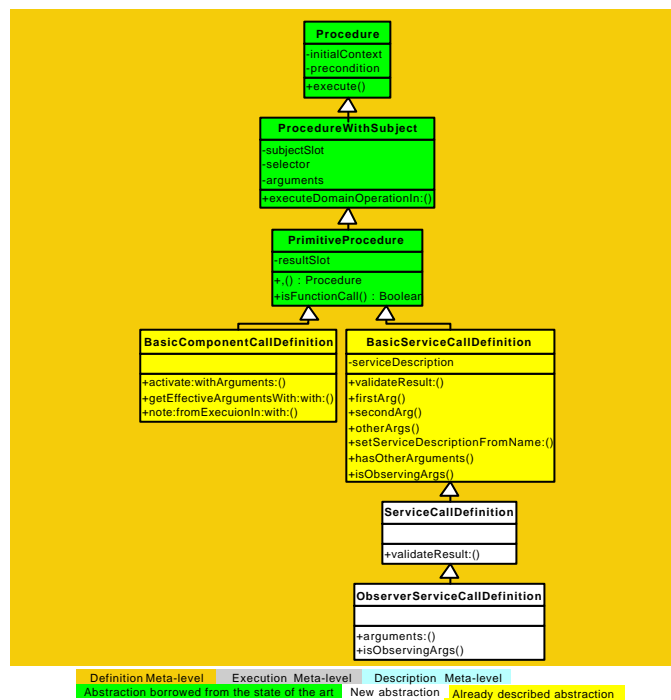 Procedure
-initialContext
-precondition
+execute()
ProcedureWithSubject
-subjectSlot
-selector
-arguments
+executeDomainOperationIn:()
PrimitiveProcedure
-resultSlot
+,() : Procedure
+isFunctionCall() : Boolean
BasicComponentCallDefinition
+activate:withArguments:()
+getEffectiveArgumentsWith:with:()
+note:fromExecuionIn:with:()
BasicServiceCallDefinition
-serviceDescription
+validateResult:()
+firstArg()
+secondArg()
+otherArgs()
+setServiceDescriptionFromName:()
+hasOtherArguments()
+isObservingArgs()
ServiceCallDefinition
+validateResult:()
ObserverServiceCallDefinition
+arguments:()
+isObservingArgs()
Definition Meta-level Execution Meta-level Description Meta-level
Abstraction borrowed from the state of the art New abstraction Already described abstraction